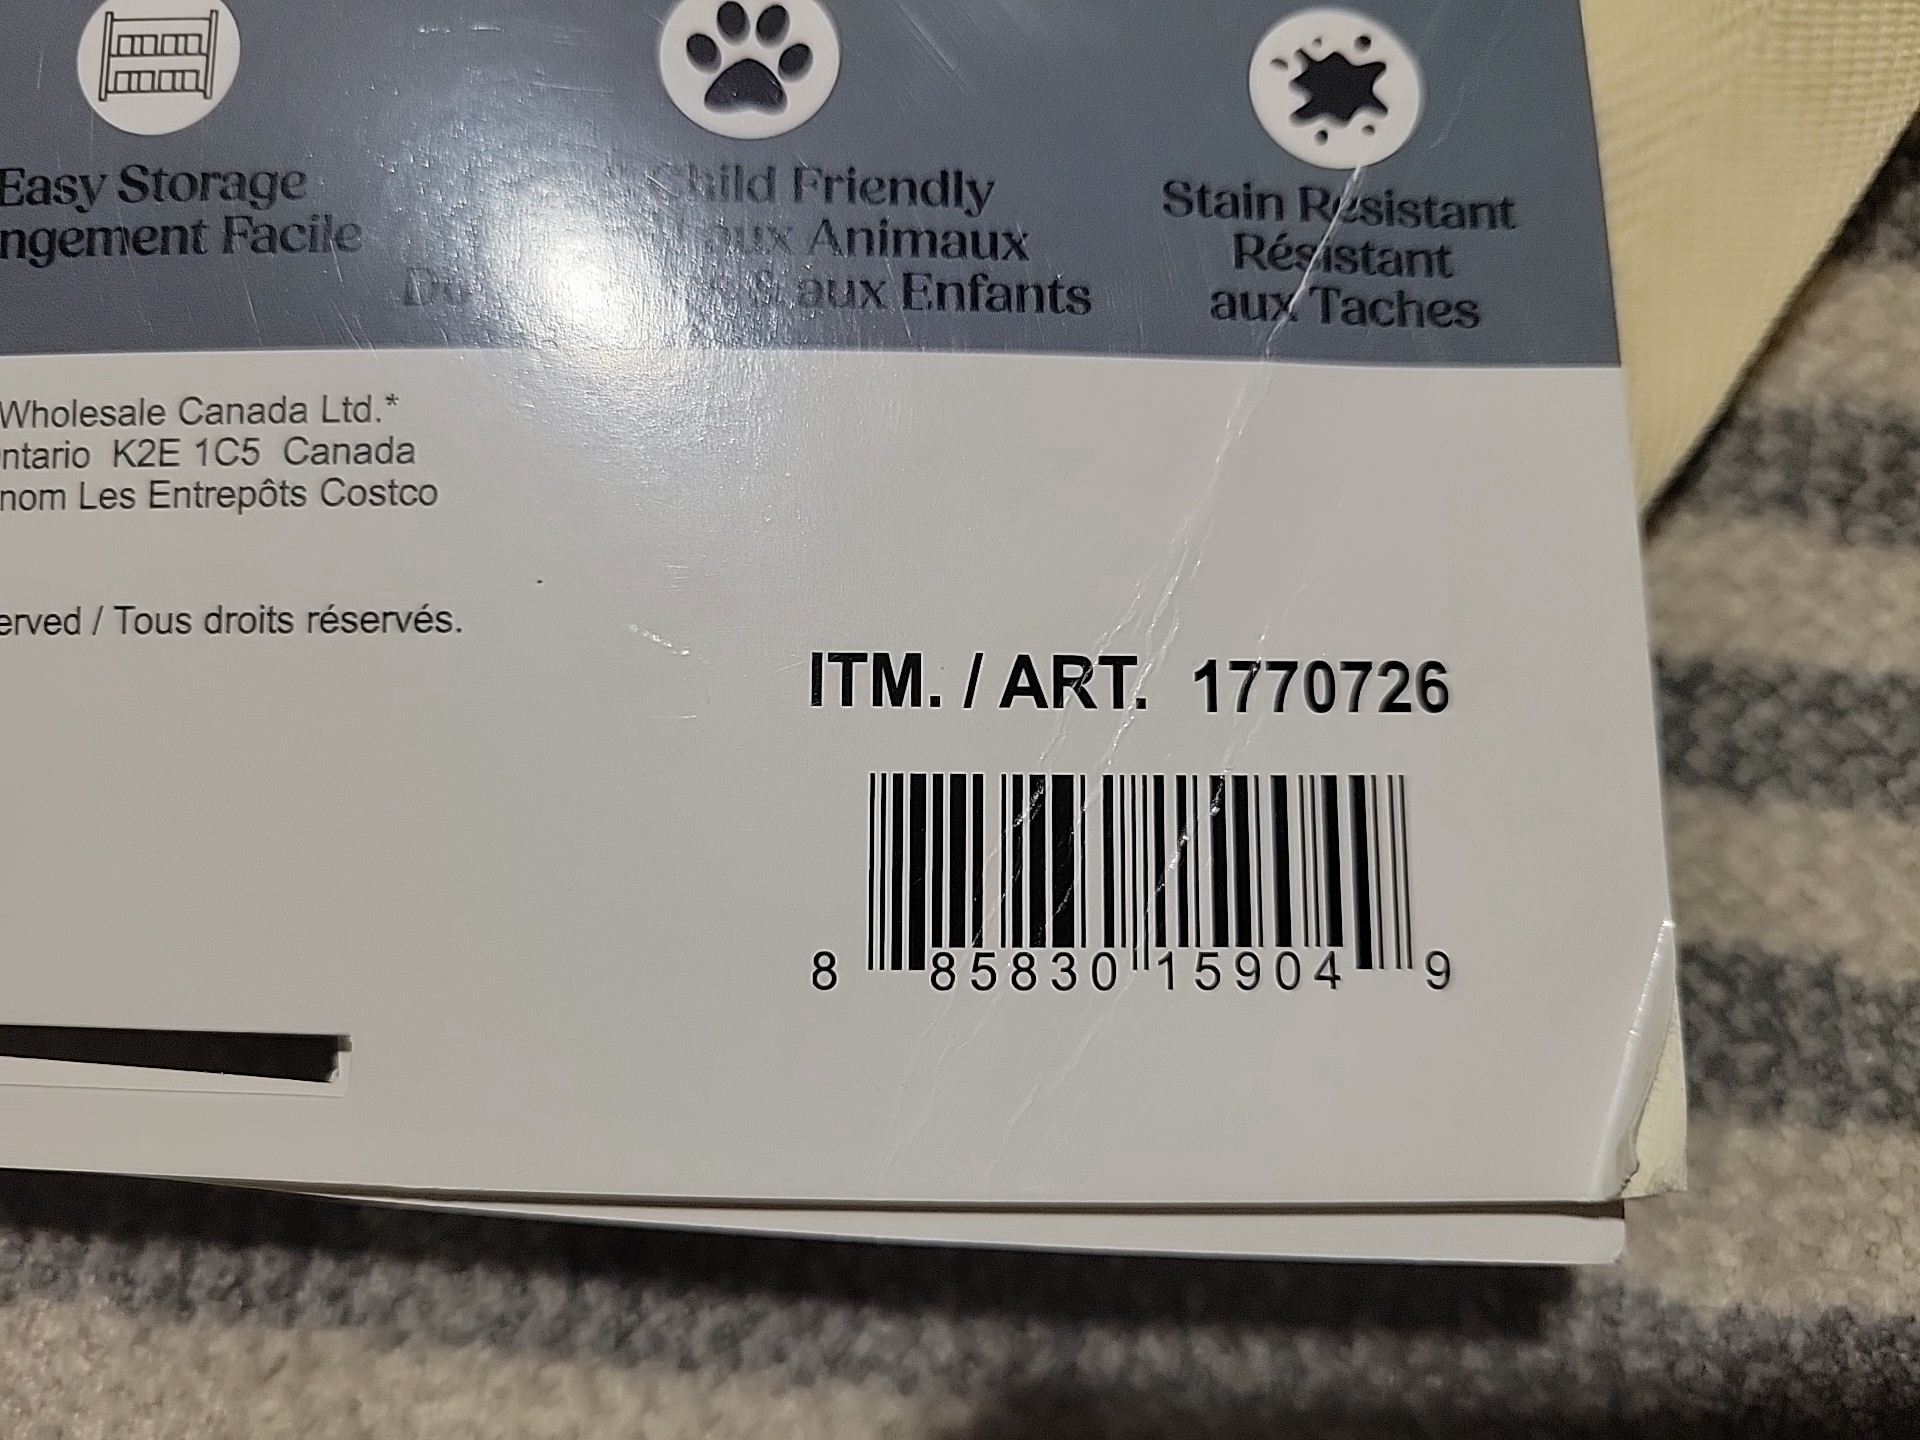 Easy Storage
ngement Facile
Child Friendly
aux Animaux
& aux Enfants
Stain Resistant
Résistant
aux Taches
Wholesale Canada Ltd.*
ntario K2E 1C5 Canada
nom Les Entrepôts Costco
erved / Tous droits réservés.
ITM. / ART. 1770726
8 85830 15904 9